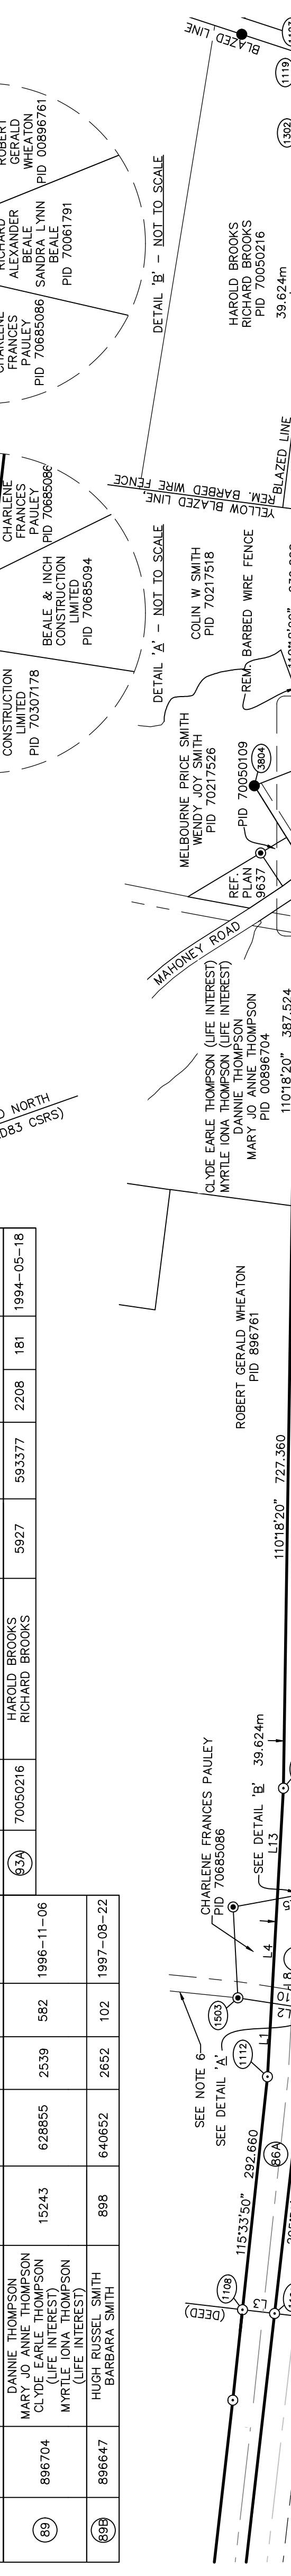 GERALD
WHEATON
PID 00896761
RICHARD
ALEXANDER
BEALE
SANDRA LYNN
BEALE
PID 70061791
CHARLENE
FRANCES
PAULEY
PID 70685086
DETAIL 'B' – NOT TO SCALE
CHARLENE
FRANCES
PAULEY
PID 70685086
BEALE & INCH
CONSTRUCTION
LIMITED
PID 70685094
CONSTRUCTION
LIMITED
PID 70307178
DETAIL 'A' – NOT TO SCALE
BLAZED LINE
1119
1302
HAROLD BROOKS
RICHARD BROOKS
PID 70050216
39.624m
BLAZED LINE
YELLOW BLAZED LINE,
REM. BARBED WIRE FENCE
COLIN W SMITH
PID 70217518
REM. BARBED WIRE FENCE
MELBOURNE PRICE SMITH
WENDY JOY SMITH
PID 70217526
PID 70050109
3804
REF.
PLAN
9637
MAHONEY ROAD
CLYDE EARLE THOMPSON (LIFE INTEREST)
MYRTLE IONA THOMPSON (LIFE INTEREST)
DANNIE THOMPSON
MARY JO ANNE THOMPSON
PID 00896704
110°18'20" 387.524
NORTH
CSRS)
ROBERT GERALD WHEATON
PID 896761
110°18'20" 727.360
93A 70050216 HAROLD BROOKS
RICHARD BROOKS 5927 593377 2208 181 1994-05-18
89 896704 DANNIE THOMPSON
MARY JO ANNE THOMPSON
CLYDE EARLE THOMPSON
(LIFE INTEREST)
MYRTLE IONA THOMPSON
(LIFE INTEREST) 15243 628855 2539 582 1996-11-06
89B 896647 HUGH RUSSEL SMITH
BARBARA SMITH 898 640652 2652 102 1997-08-22
CHARLENE FRANCES PAULEY
PID 70685086
SEE DETAIL 'B'
39.624m
L13
L4
1503
SEE NOTE 6
SEE DETAIL 'A'
1112
L1
L2
115°33'50" 292.660
86A
1108
(DEED)
L3